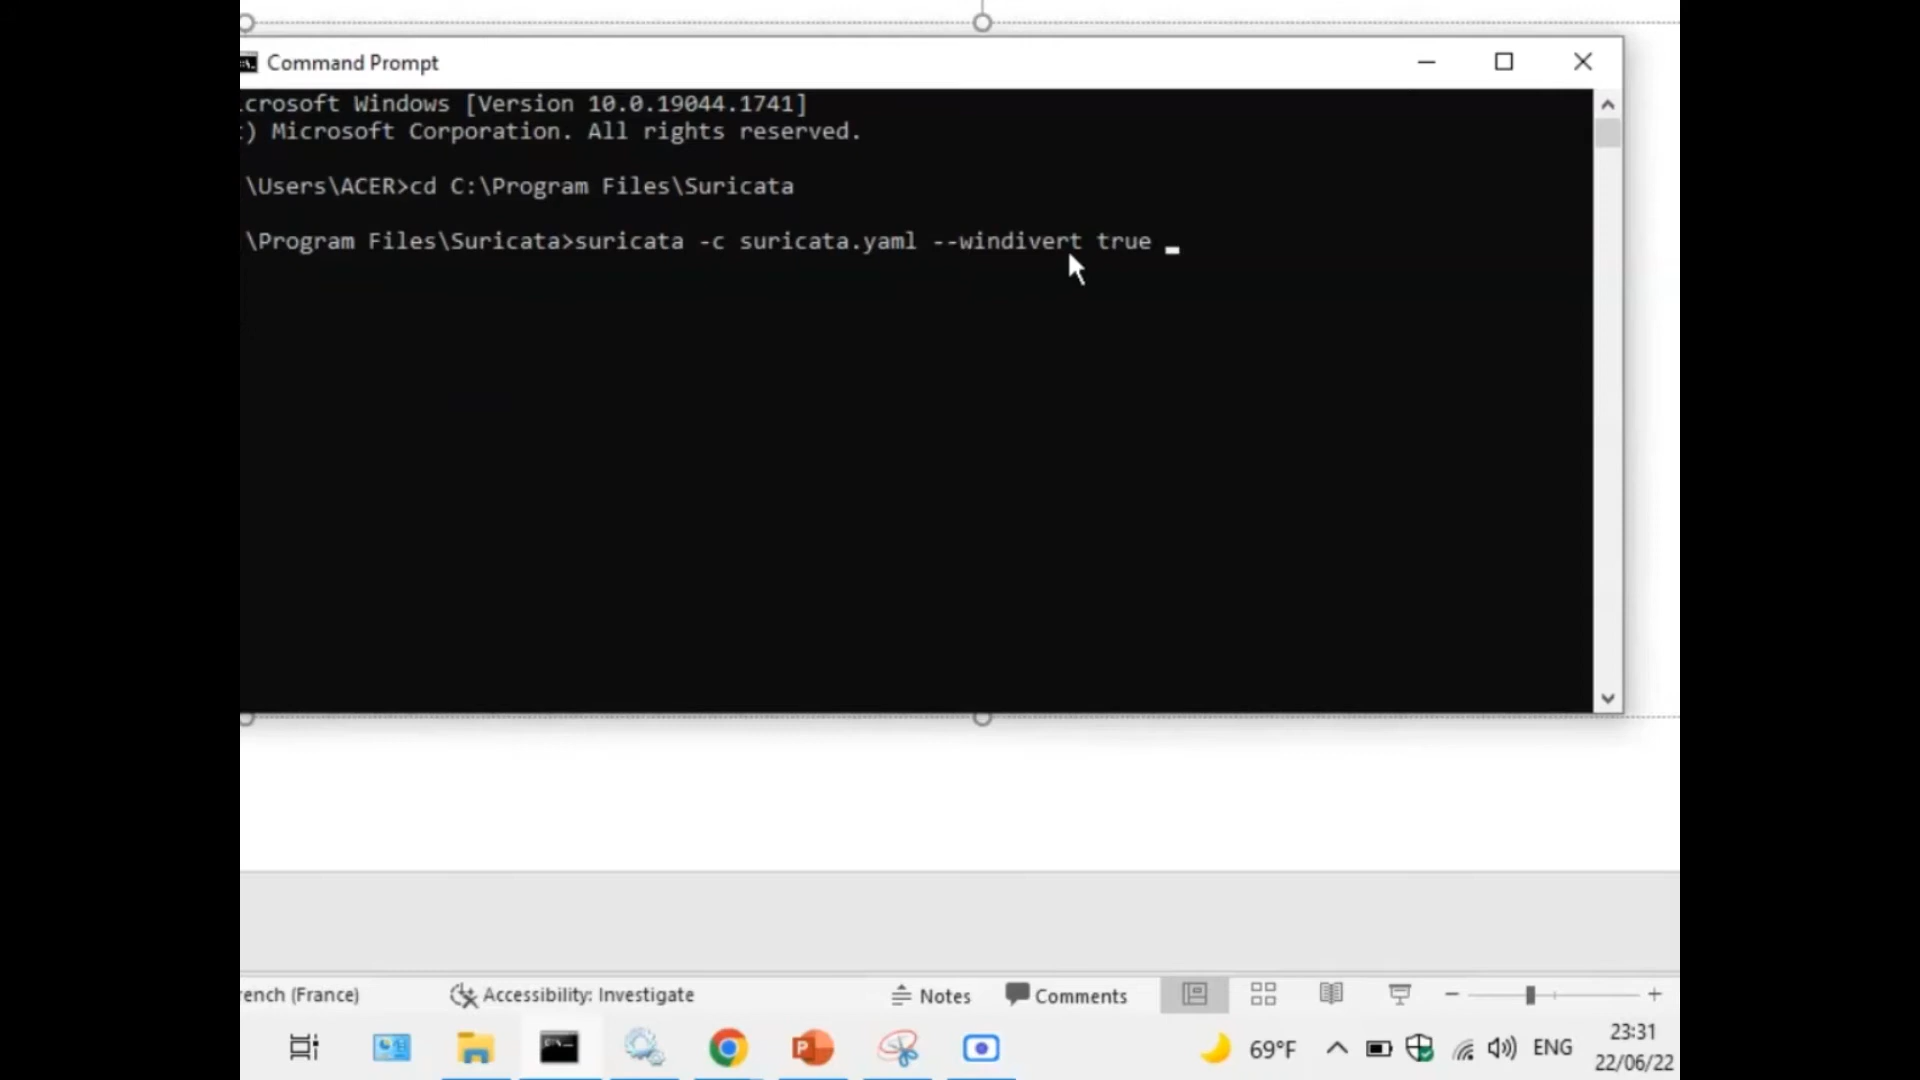 Command Prompt
crosoft Windows [Version 10.0.19044.1741]
) Microsoft Corporation. All rights reserved.
\Users\ACER>cd C:\Program Files\Suricata
\Program Files\Suricata>suricata -c suricata.yaml --windivert true
rench (France) Accessibility: Investigate Notes Comments
69°F ENG 23:31
22/06/22